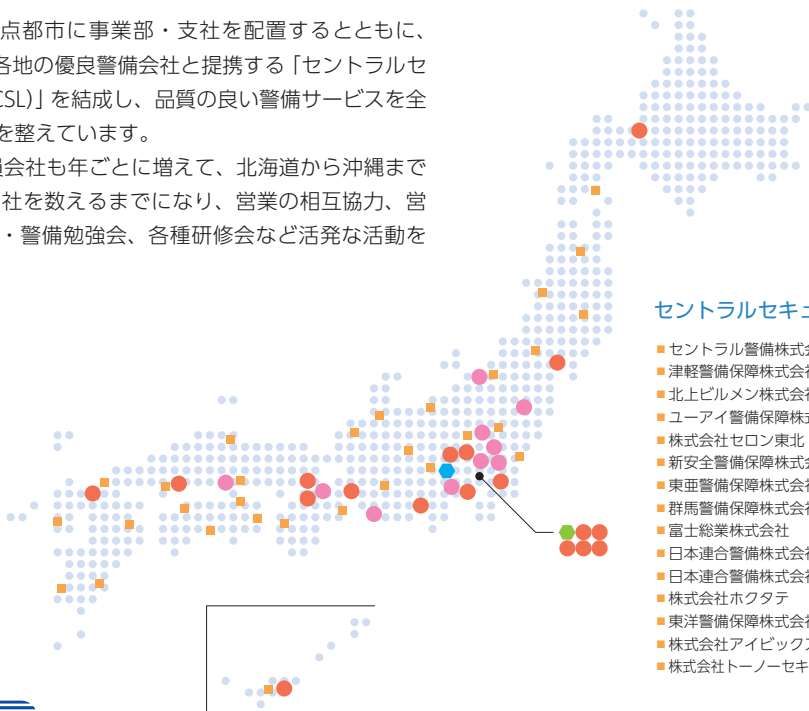 点都市に事業部・支社を配置するとともに、
各地の優良警備会社と提携する「セントラルセ
CSL)」を結成し、品質の良い警備サービスを全
を整えています。
員会社も年ごとに増えて、北海道から沖縄まで
社を数えるまでになり、営業の相互協力、営
・警備勉強会、各種研修会など活発な活動を
セントラルセキュ
■セントラル警備株式会
■津軽警備保障株式会社
■北上ビルメン株式会社
■ユーアイ警備保障株式
■株式会社セロン東北
■新安全警備保障株式会
■東亜警備保障株式会社
■群馬警備保障株式会社
■富士総業株式会社
■日本連合警備株式会社
■日本連合警備株式会社
■株式会社ホクタテ
■東洋警備保障株式会社
■株式会社アイビックス
■株式会社トーノーセキ